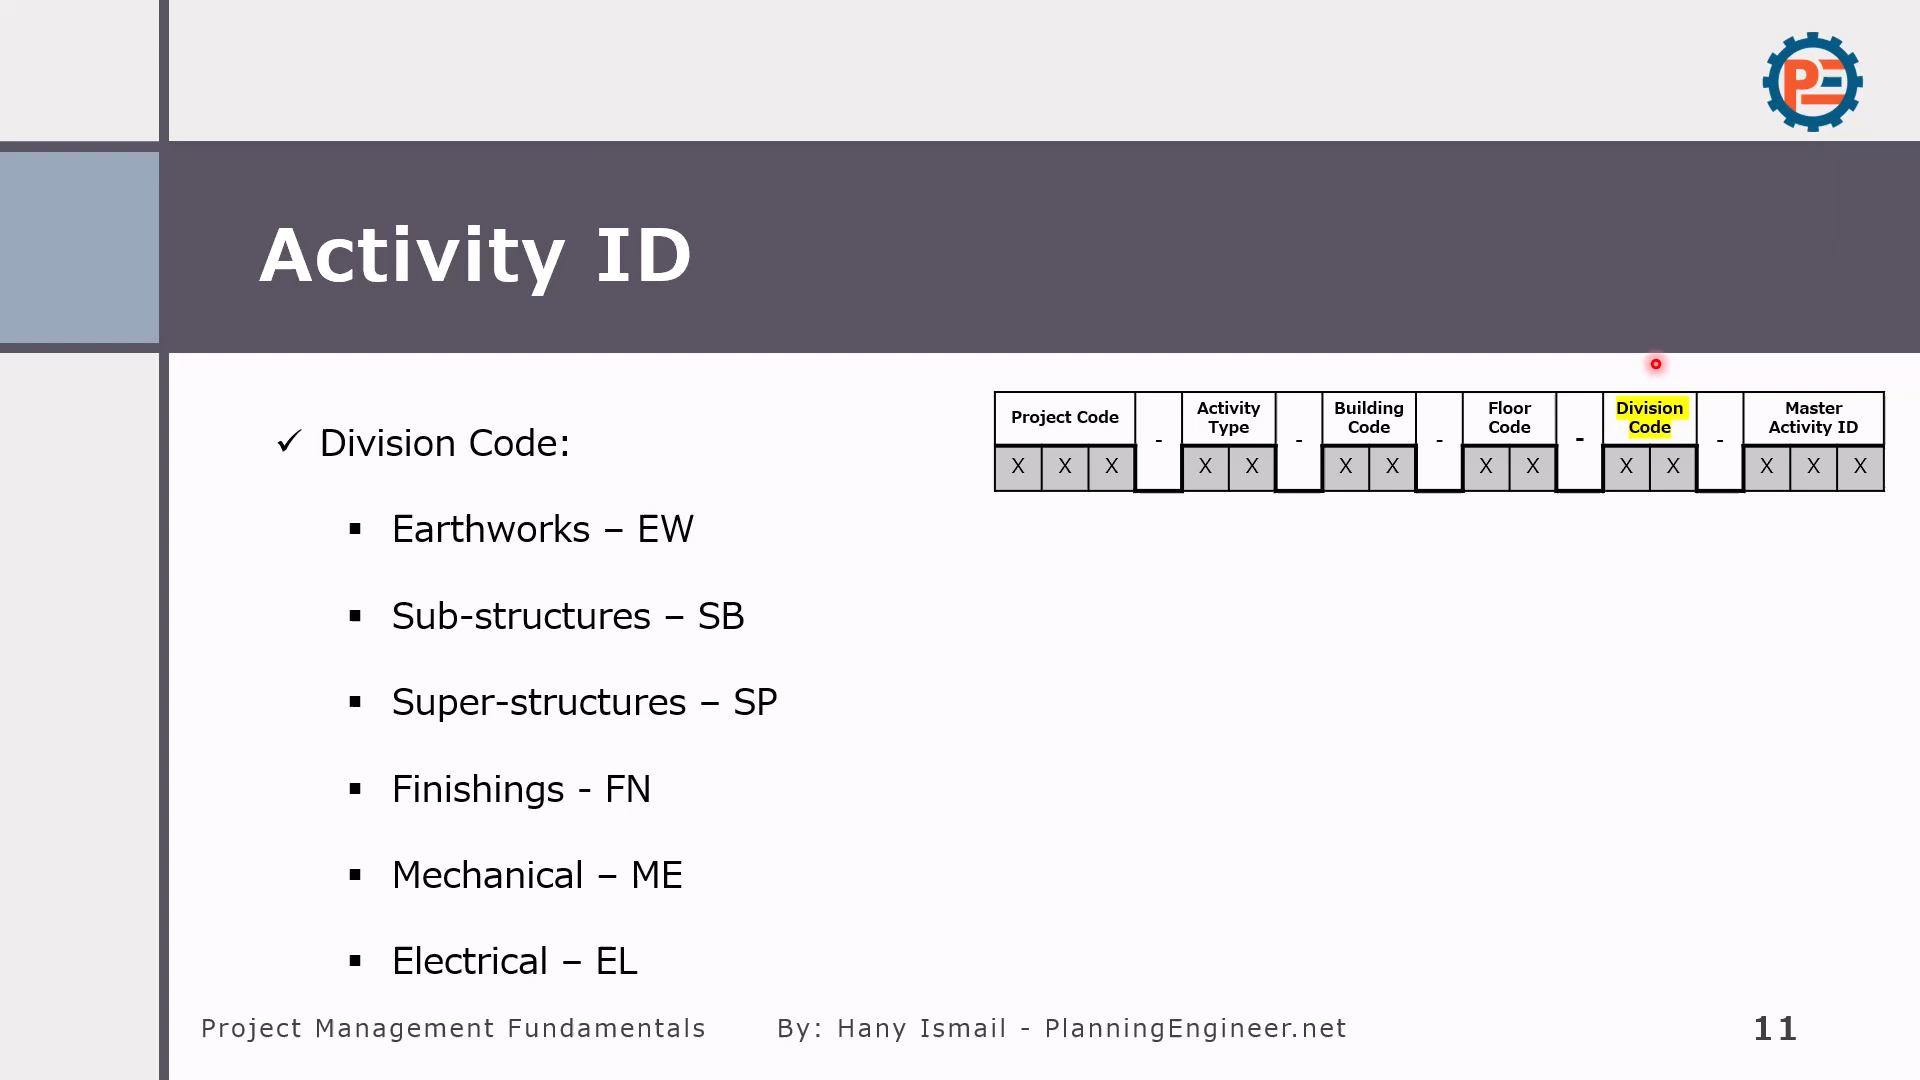 PE
Activity ID
Project Code - Activity Type - Building Code - Floor Code - Division Code - Master Activity ID
X X X X X X X X X X X X X X
✓ Division Code:
▪ Earthworks – EW
▪ Sub-structures – SB
▪ Super-structures – SP
▪ Finishings - FN
▪ Mechanical – ME
▪ Electrical – EL
Project Management Fundamentals By: Hany Ismail - PlanningEngineer.net 11